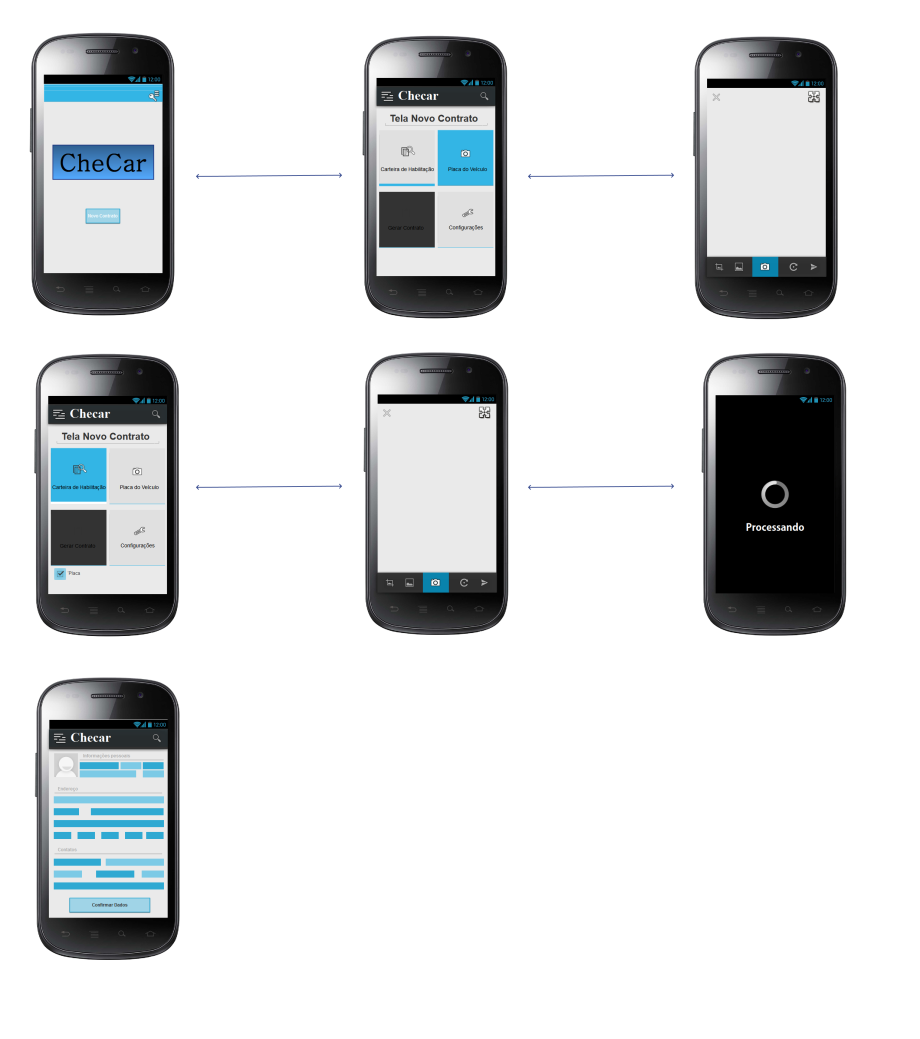 12:00
CheCar
Novo Contrato
12:00
Checar
Tela Novo Contrato
Carteira de Habilitação
Placa do Veículo
Gerar Contrato
Configurações
12:00
12:00
Checar
Tela Novo Contrato
Carteira de Habilitação
Placa do Veículo
Gerar Contrato
Configurações
Placa
12:00
12:00
Processando
12:00
Checar
Informações pessoais
Endereço
Contatos
Confirmar Dados